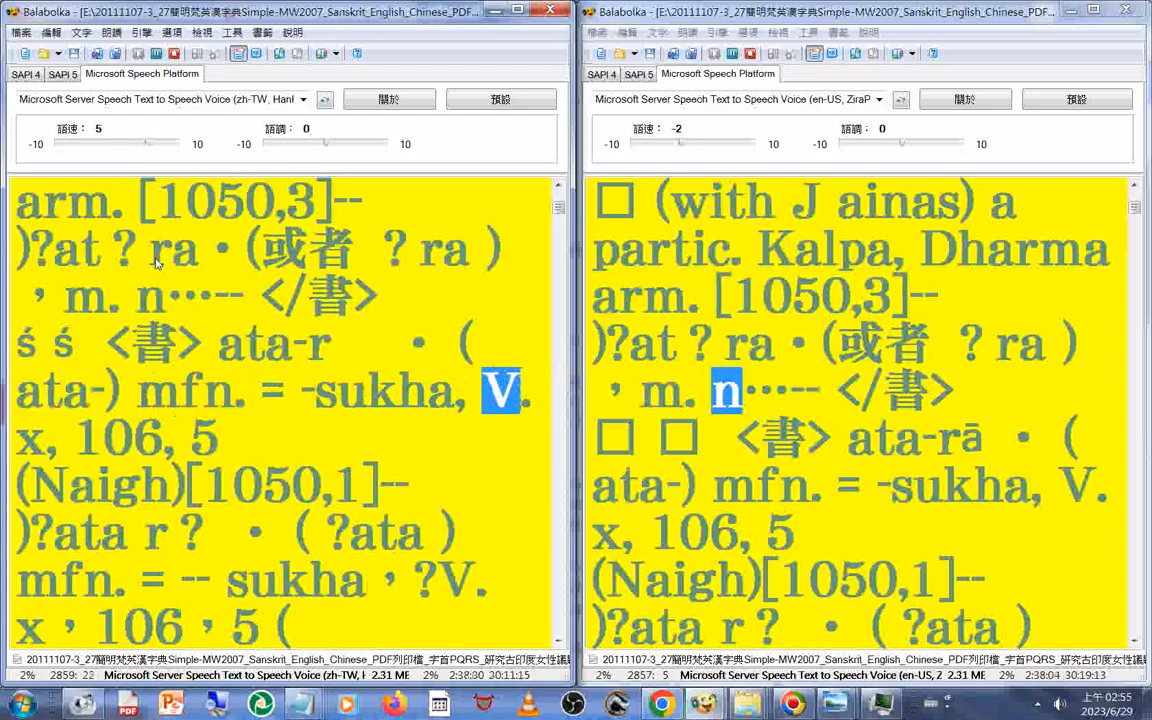 Balabolka - [E:\20111107-3_27簡明梵英漢字典Simple-MW2007_Sanskrit_English_Chinese_PDF...
檔案 編輯 文字 朗讀 引擎 選項 檢視 工具 書籤 說明
SAPI 4 SAPI 5 Microsoft Speech Platform
Microsoft Server Speech Text to Speech Voice (zh-TW, Hanl
關於 預設
語速： 5 語調： 0
-10 10 -10 10
arm. [1050,3]--
)?at ? ra • (或者 ? ra )
，m. n…-- </書>
ś ś <書> ata-r • (
ata-) mfn. = -sukha, V.
x, 106, 5
(Naigh)[1050,1]--
)?ata r ? • ( ?ata )
mfn. = -- sukha，?V.
x，106，5 (
20111107-3_27簡明梵英漢字典Simple-MW2007_Sanskrit_English_Chinese_PDF列印檔_字首PQRS_研究古印度女性議
2% 2859: 22 Microsoft Server Speech Text to Speech Voice (zh-TW, H 2.31 ME 2:38:00 30:11:15
Balabolka - [E:\20111107-3_27簡明梵英漢字典Simple-MW2007_Sanskrit_English_Chinese_PDF...
檔案 編輯 文字 朗讀 引擎 選項 檢視 工具 書籤 說明
SAPI 4 SAPI 5 Microsoft Speech Platform
Microsoft Server Speech Text to Speech Voice (en-US, ZiraP
關於 預設
語速： -2 語調： 0
-10 10 -10 10
□ (with J ainas) a
partic. Kalpa, Dharma
arm. [1050,3]--
)?at ? ra • (或者 ? ra )
，m. n…-- </書>
□ □ <書> ata-rā • (
ata-) mfn. = -sukha, V.
x, 106, 5
(Naigh)[1050,1]--
)?ata r ? • ( ?ata )
20111107-3_27簡明梵英漢字典Simple-MW2007_Sanskrit_English_Chinese_PDF列印檔_字首PQRS_研究古印度女性議
2% 2857: 5 Microsoft Server Speech Text to Speech Voice (en-US, Z 2.31 ME 2:38:04 30:19:13
上午 02:55
2023/6/29